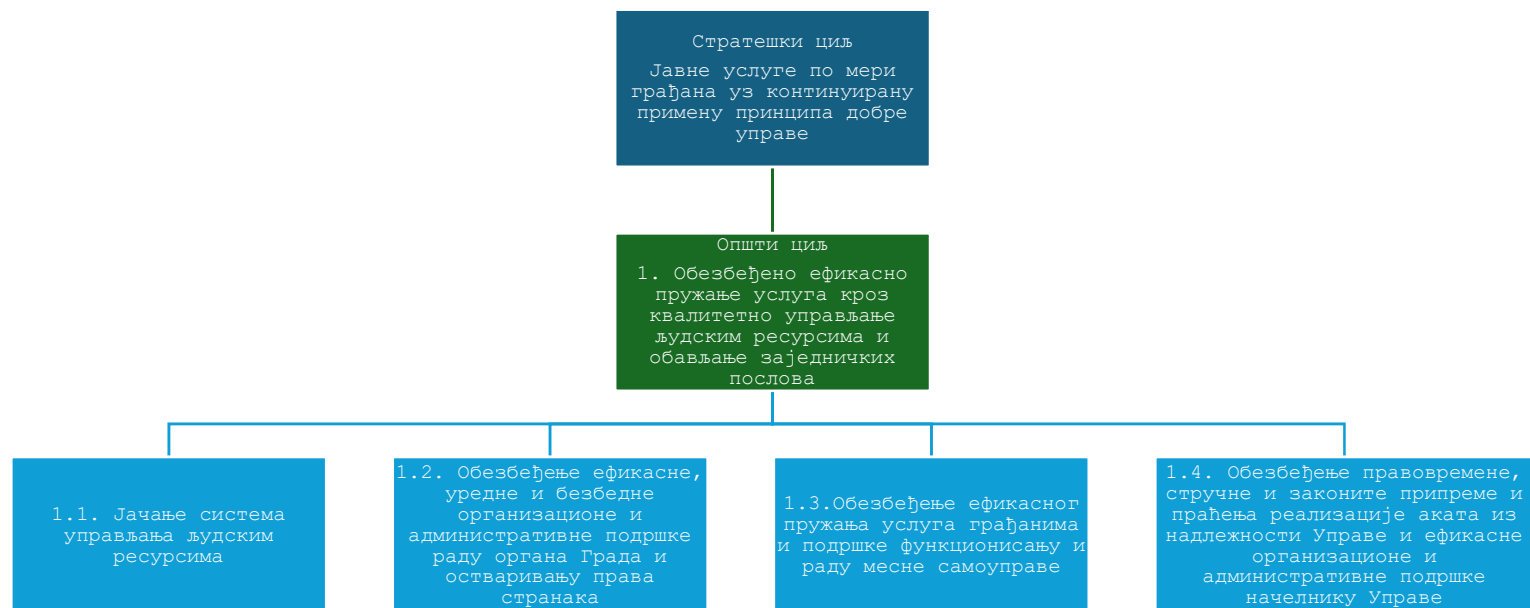 Стратешки циљ
Јавне услуге по мери
грађана уз континуирану
примену принципа добре
управе
Општи циљ
1. Обезбеђено ефикасно
пружање услуга кроз
квалитетно управљање
људским ресурсима и
обављање заједничких
послова
1.1. Јачање система
управљања људским
ресурсима
1.2. Обезбеђење ефикасне,
уредне и безбедне
организационе и
административне подршке
раду органа Града и
остваривању права
странака
1.3.Обезбеђење ефикасног
пружања услуга грађанима
и подршке функционисању и
раду месне самоуправе
1.4. Обезбеђење правовремене,
стручне и законите припреме и
праћења реализације аката из
надлежности Управе и ефикасне
организационе и
административне подршке
начелнику Управе